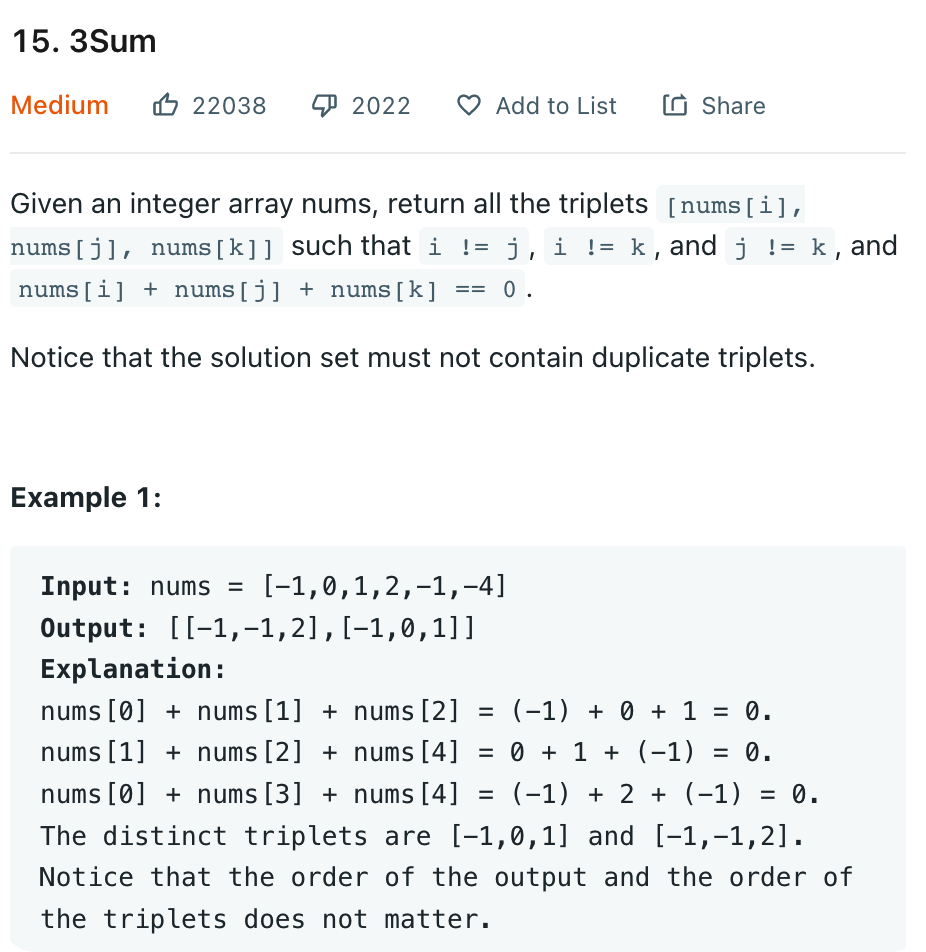 15. 3Sum
Medium 22038 2022 Add to List Share
Given an integer array nums, return all the triplets [nums[i],
nums[j], nums[k]] such that i != j, i != k, and j != k, and
nums[i] + nums[j] + nums[k] == 0.
Notice that the solution set must not contain duplicate triplets.
Example 1:
Input: nums = [-1,0,1,2,-1,-4]
Output: [[-1,-1,2],[-1,0,1]]
Explanation:
nums[0] + nums[1] + nums[2] = (-1) + 0 + 1 = 0.
nums[1] + nums[2] + nums[4] = 0 + 1 + (-1) = 0.
nums[0] + nums[3] + nums[4] = (-1) + 2 + (-1) = 0.
The distinct triplets are [-1,0,1] and [-1,-1,2].
Notice that the order of the output and the order of
the triplets does not matter.